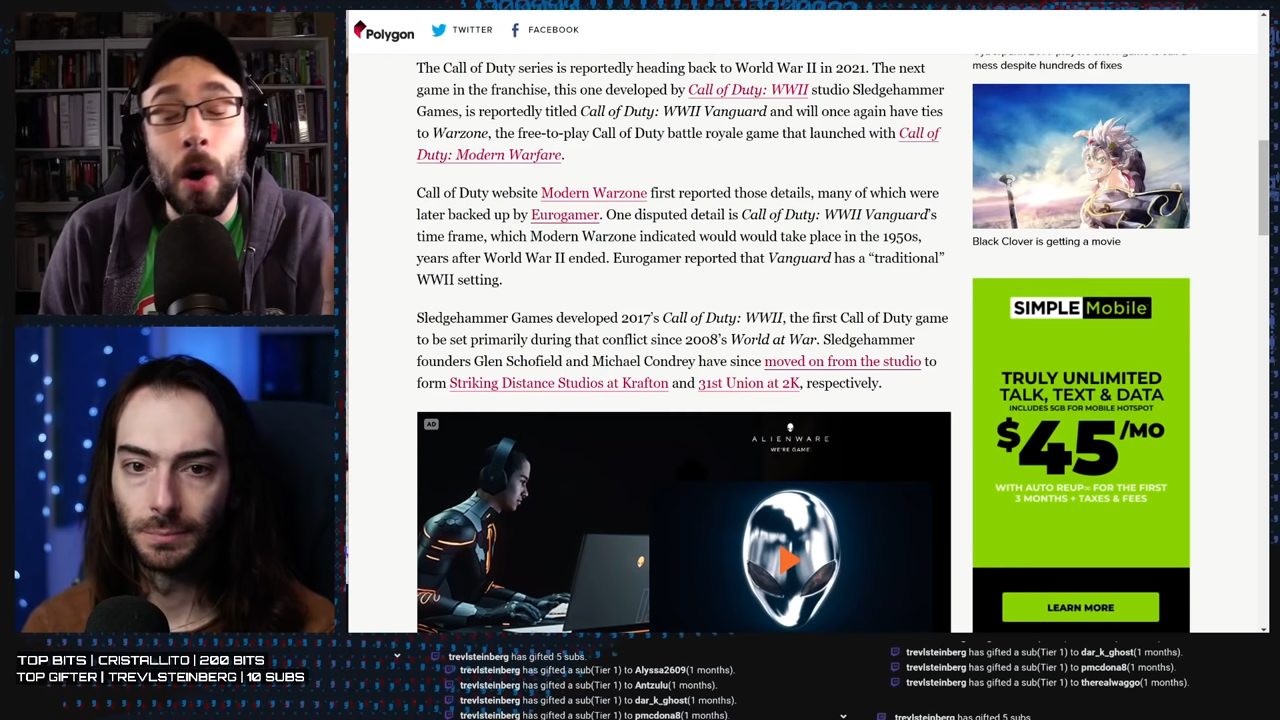 Polygon
TWITTER
FACEBOOK
The Call of Duty series is reportedly heading back to World War II in 2021. The next
game in the franchise, this one developed by Call of Duty: WWII studio Sledgehammer
Games, is reportedly titled Call of Duty: WWII Vanguard and will once again have ties
to Warzone, the free-to-play Call of Duty battle royale game that launched with Call of
Duty: Modern Warfare.
Call of Duty website Modern Warzone first reported those details, many of which were
later backed up by Eurogamer. One disputed detail is Call of Duty: WWII Vanguard's
time frame, which Modern Warzone indicated would would take place in the 1950s,
years after World War II ended. Eurogamer reported that Vanguard has a “traditional”
WWII setting.
Sledgehammer Games developed 2017’s Call of Duty: WWII, the first Call of Duty game
to be set primarily during that conflict since 2008’s World at War. Sledgehammer
founders Glen Schofield and Michael Condrey have since moved on from the studio to
form Striking Distance Studios at Krafton and 31st Union at 2K, respectively.
AD
ALIENWARE
WE'RE GAME
mess despite hundreds of fixes
Black Clover is getting a movie
SIMPLE Mobile
TRULY UNLIMITED
TALK, TEXT & DATA
INCLUDES 5GB FOR MOBILE HOTSPOT
$45/MO
WITH AUTO REUP∞ FOR THE FIRST
3 MONTHS + TAXES & FEES
LEARN MORE
TOP BITS | CRISTALLITO | 200 BITS
TOP GIFTER | TREVLSTEINBERG | 10 SUBS
trevlsteinberg has gifted 5 subs.
trevlsteinberg has gifted a sub(Tier 1) to Alyssa2609(1 months).
trevlsteinberg has gifted a sub(Tier 1) to Antzulu(1 months).
trevlsteinberg has gifted a sub(Tier 1) to dar_k_ghost(1 months).
trevlsteinberg has gifted a sub(Tier 1) to pmcdona8(1 months).
trevlsteinberg has gifted a sub(Tier 1) to dar_k_ghost(1 months).
trevlsteinberg has gifted a sub(Tier 1) to pmcdona8(1 months).
trevlsteinberg has gifted a sub(Tier 1) to therealwaggo(1 months).
trevlsteinberg has gifted 5 subs